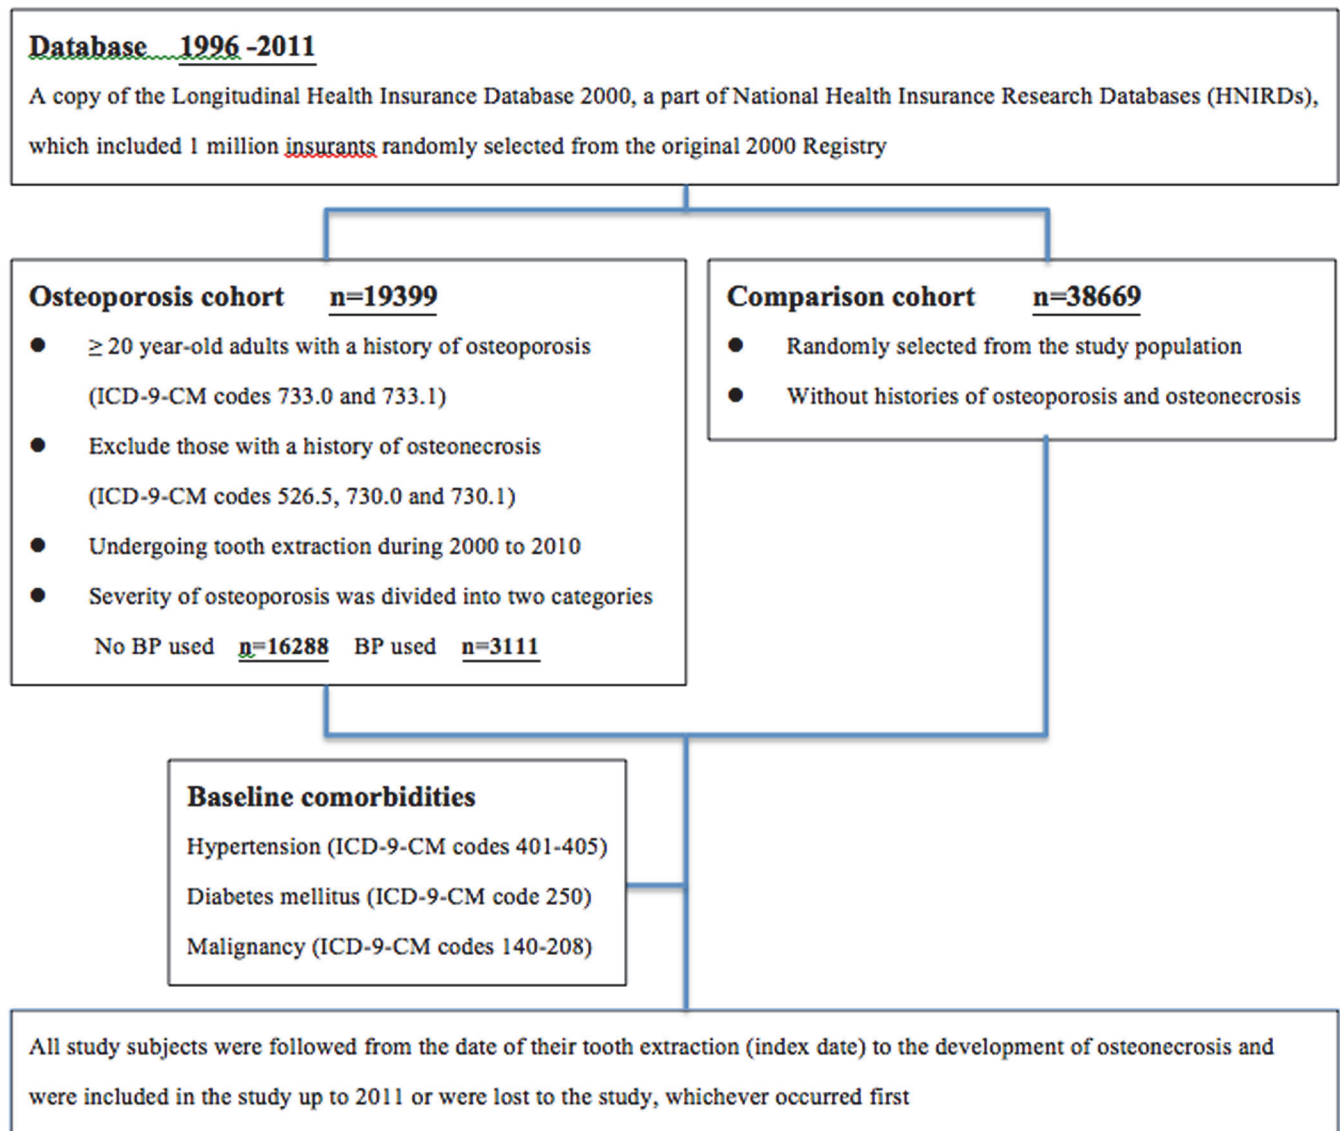 Database 1996 -2011
A copy of the Longitudinal Health Insurance Database 2000, a part of National Health Insurance Research Databases (HNIRDs),
which included 1 million insurants randomly selected from the original 2000 Registry
Osteoporosis cohort n=19399
● ≥ 20 year-old adults with a history of osteoporosis
(ICD-9-CM codes 733.0 and 733.1)
● Exclude those with a history of osteonecrosis
(ICD-9-CM codes 526.5, 730.0 and 730.1)
● Undergoing tooth extraction during 2000 to 2010
● Severity of osteoporosis was divided into two categories
No BP used n=16288 BP used n=3111
Comparison cohort n=38669
● Randomly selected from the study population
● Without histories of osteoporosis and osteonecrosis
Baseline comorbidities
Hypertension (ICD-9-CM codes 401-405)
Diabetes mellitus (ICD-9-CM code 250)
Malignancy (ICD-9-CM codes 140-208)
All study subjects were followed from the date of their tooth extraction (index date) to the development of osteonecrosis and
were included in the study up to 2011 or were lost to the study, whichever occurred first